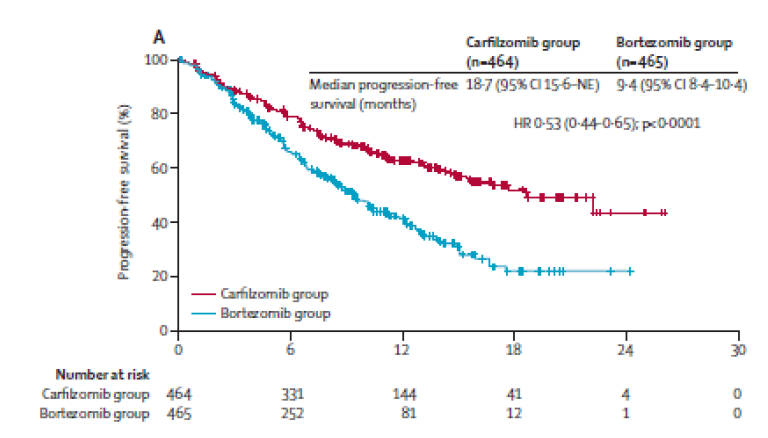 A
Carfilzomib group Bortezomib group
(n=464) (n=465)
Median progression-free survival (months) 18·7 (95% CI 15·6–NE) 9·4 (95% CI 8·4–10·4)
HR 0·53 (0·44–0·65); p<0·0001
Progression-free survival (%)
100
80
60
40
20
0
Carfilzomib group
Bortezomib group
0 6 12 18 24 30
Number at risk
Carfilzomib group 464 331 144 41 4 0
Bortezomib group 465 252 81 12 1 0